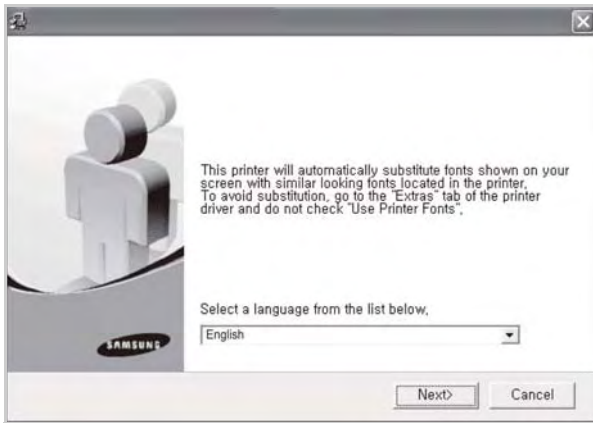 This printer will automatically substitute fonts shown on your
screen with similar looking fonts located in the printer.
To avoid substitution, go to the "Extras" tab of the printer
driver and do not check "Use Printer Fonts".
Select a language from the list below.
English
SAMSUNG
Next>
Cancel